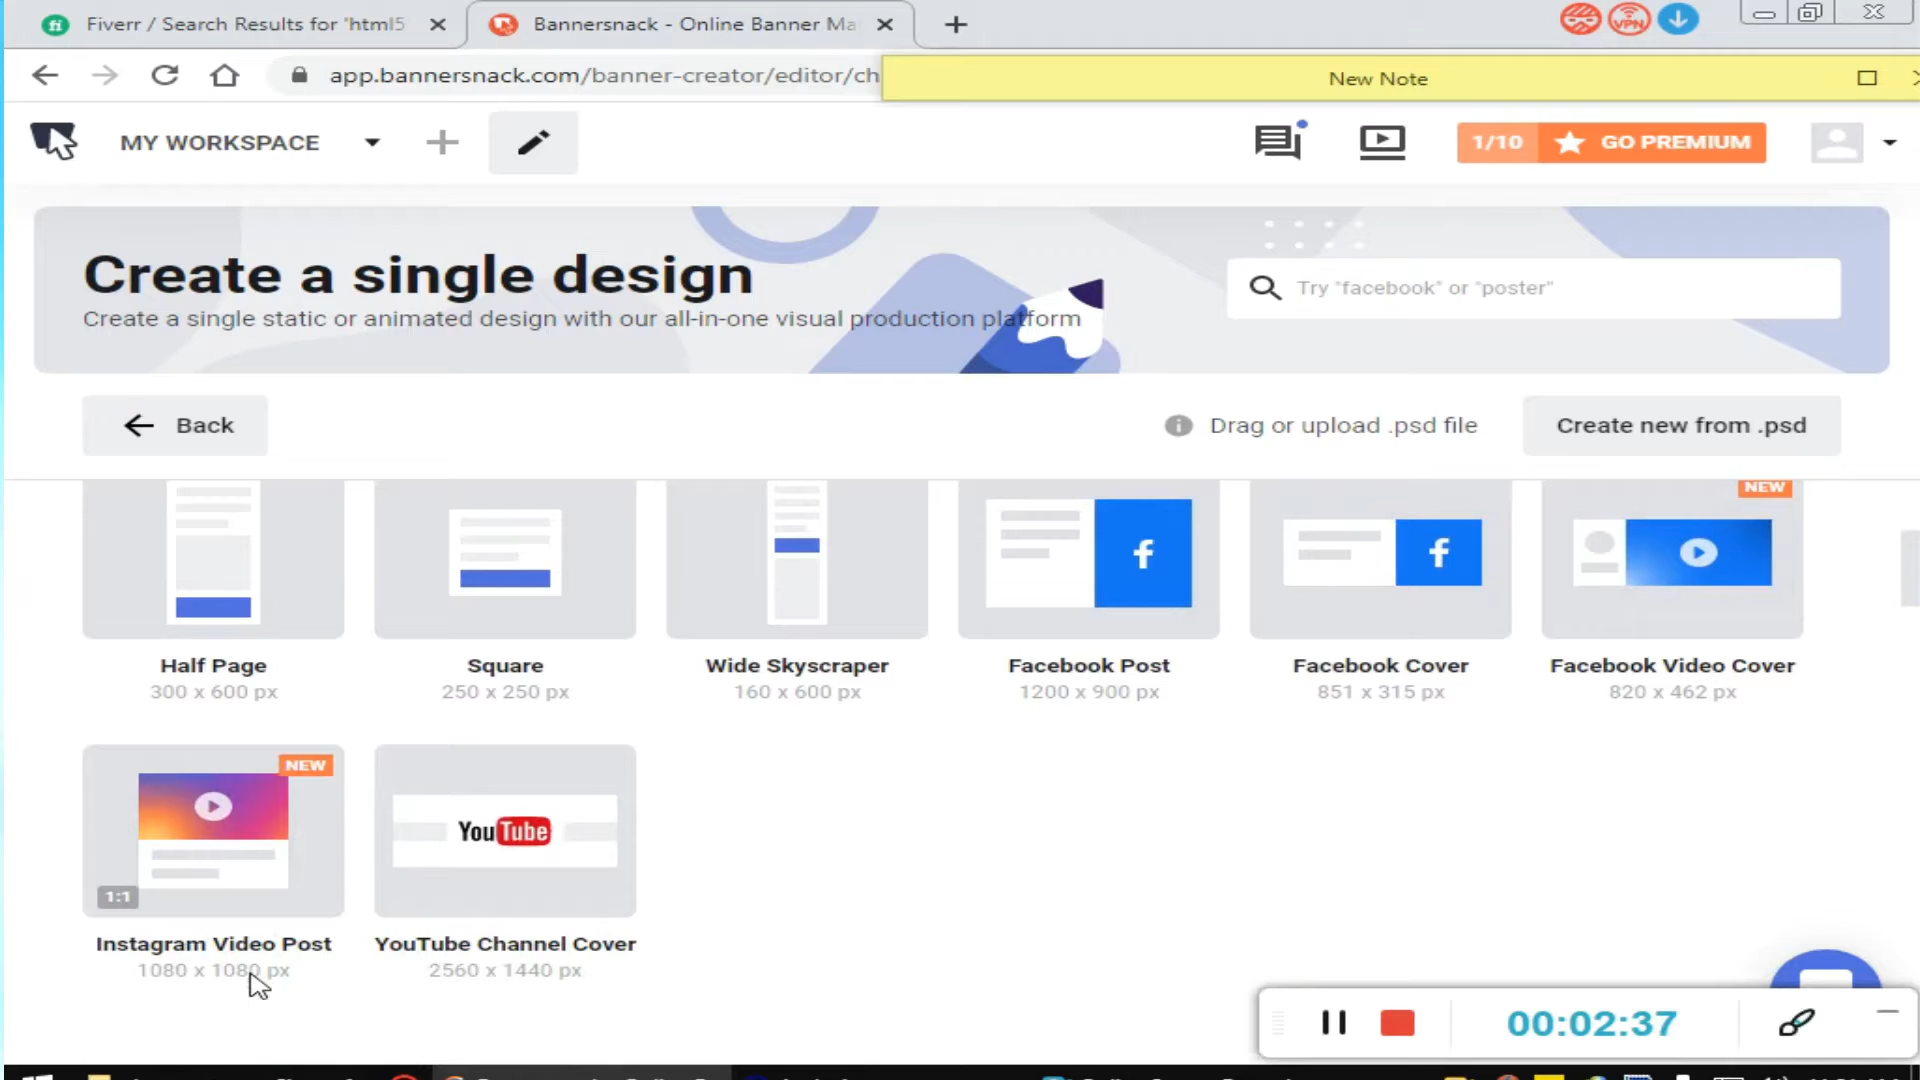 Fiverr / Search Results for 'html5
Bannersnack - Online Banner Ma
VPN
app.bannersnack.com/banner-creator/editor/ch
New Note
MY WORKSPACE
1/10 GO PREMIUM
Create a single design
Create a single static or animated design with our all-in-one visual production platform
Try "facebook" or "poster"
Back
Drag or upload .psd file
Create new from .psd
NEW
Half Page
300 x 600 px
Square
250 x 250 px
Wide Skyscraper
160 x 600 px
Facebook Post
1200 x 900 px
Facebook Cover
851 x 315 px
Facebook Video Cover
820 x 462 px
NEW
1:1
YouTube
Instagram Video Post
1080 x 1080 px
YouTube Channel Cover
2560 x 1440 px
00:02:37